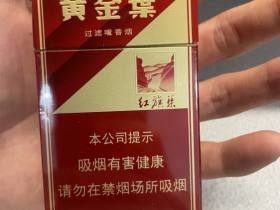 黄金葉
过滤嘴香烟
红旗渠
本公司提示
吸烟有害健康
请勿在禁烟场所吸烟